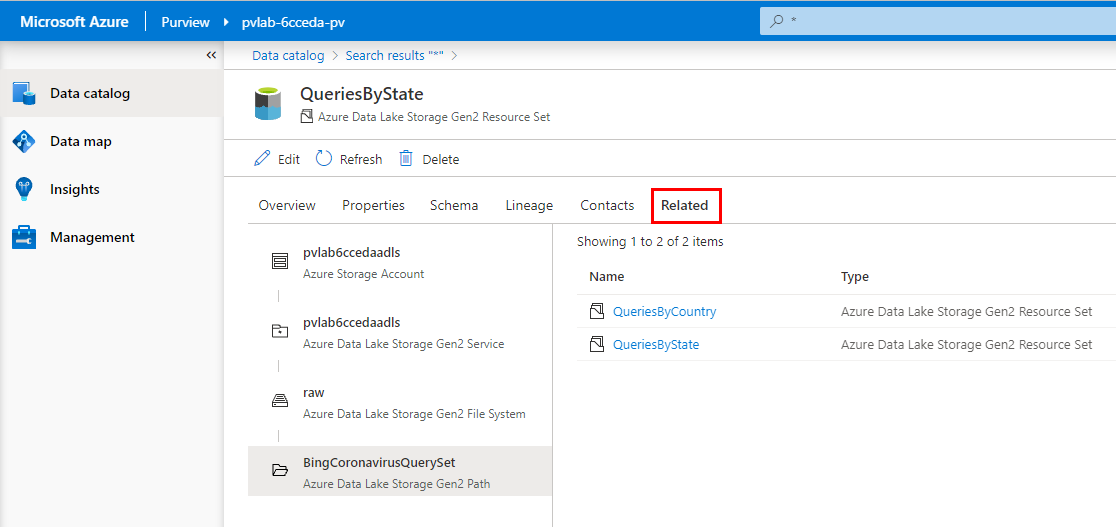 Microsoft Azure Purview pvlab-6cceda-pv *
Data catalog Search results "*"
Data catalog
Data map
Insights
Management
QueriesByState
Azure Data Lake Storage Gen2 Resource Set
Edit Refresh Delete
Overview Properties Schema Lineage Contacts Related
pvlab6ccedaadls
Azure Storage Account
pvlab6ccedaadls
Azure Data Lake Storage Gen2 Service
raw
Azure Data Lake Storage Gen2 File System
BingCoronavirusQuerySet
Azure Data Lake Storage Gen2 Path
Showing 1 to 2 of 2 items
Name Type
QueriesByCountry Azure Data Lake Storage Gen2 Resource Set
QueriesByState Azure Data Lake Storage Gen2 Resource Set